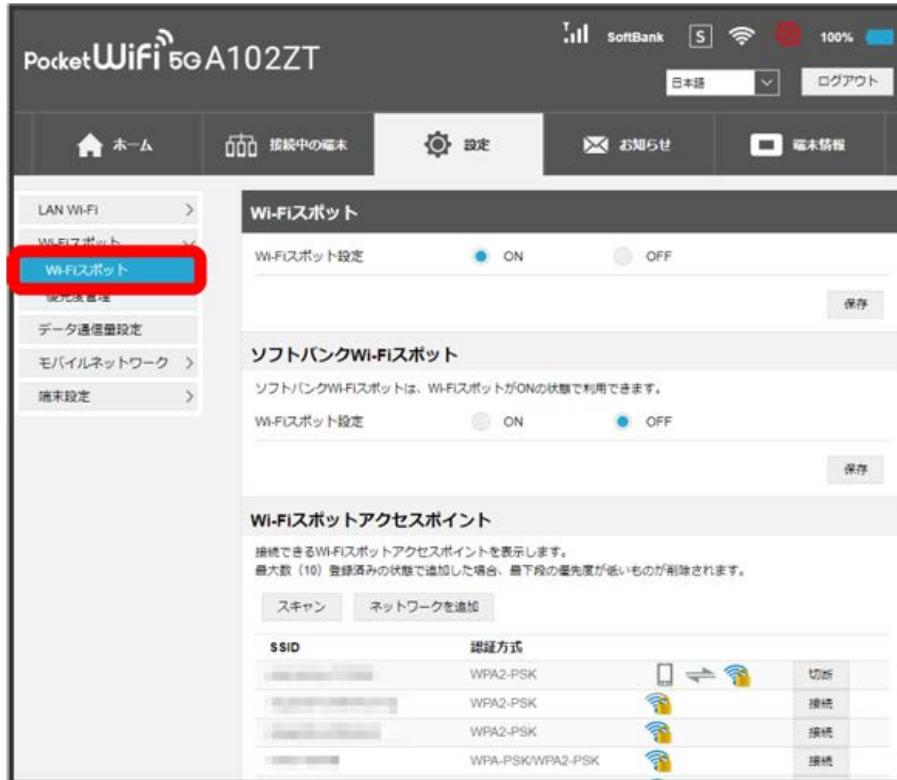 SoftBank S 100%
PocketWiFi 5G A102ZT
日本語 ログアウト
ホーム 接続中の端末 設定 お知らせ 端末情報
LAN Wi-Fi
Wi-Fiスポット
Wi-Fiスポット
優先度管理
データ通信量設定
モバイルネットワーク
端末設定
Wi-Fiスポット
Wi-Fiスポット設定 ON OFF
保存
ソフトバンクWi-Fiスポット
ソフトバンクWi-Fiスポットは、Wi-FiスポットがONの状態で利用できます。
Wi-Fiスポット設定 ON OFF
保存
Wi-Fiスポットアクセスポイント
接続できるWi-Fiスポットアクセスポイントを表示します。
最大数（10）登録済みの状態で追加した場合、最下段の優先度が低いものが削除されます。
スキャン ネットワークを追加
SSID 認証方式
WPA2-PSK 切断
WPA2-PSK 接続
WPA2-PSK 接続
WPA-PSK/WPA2-PSK 接続